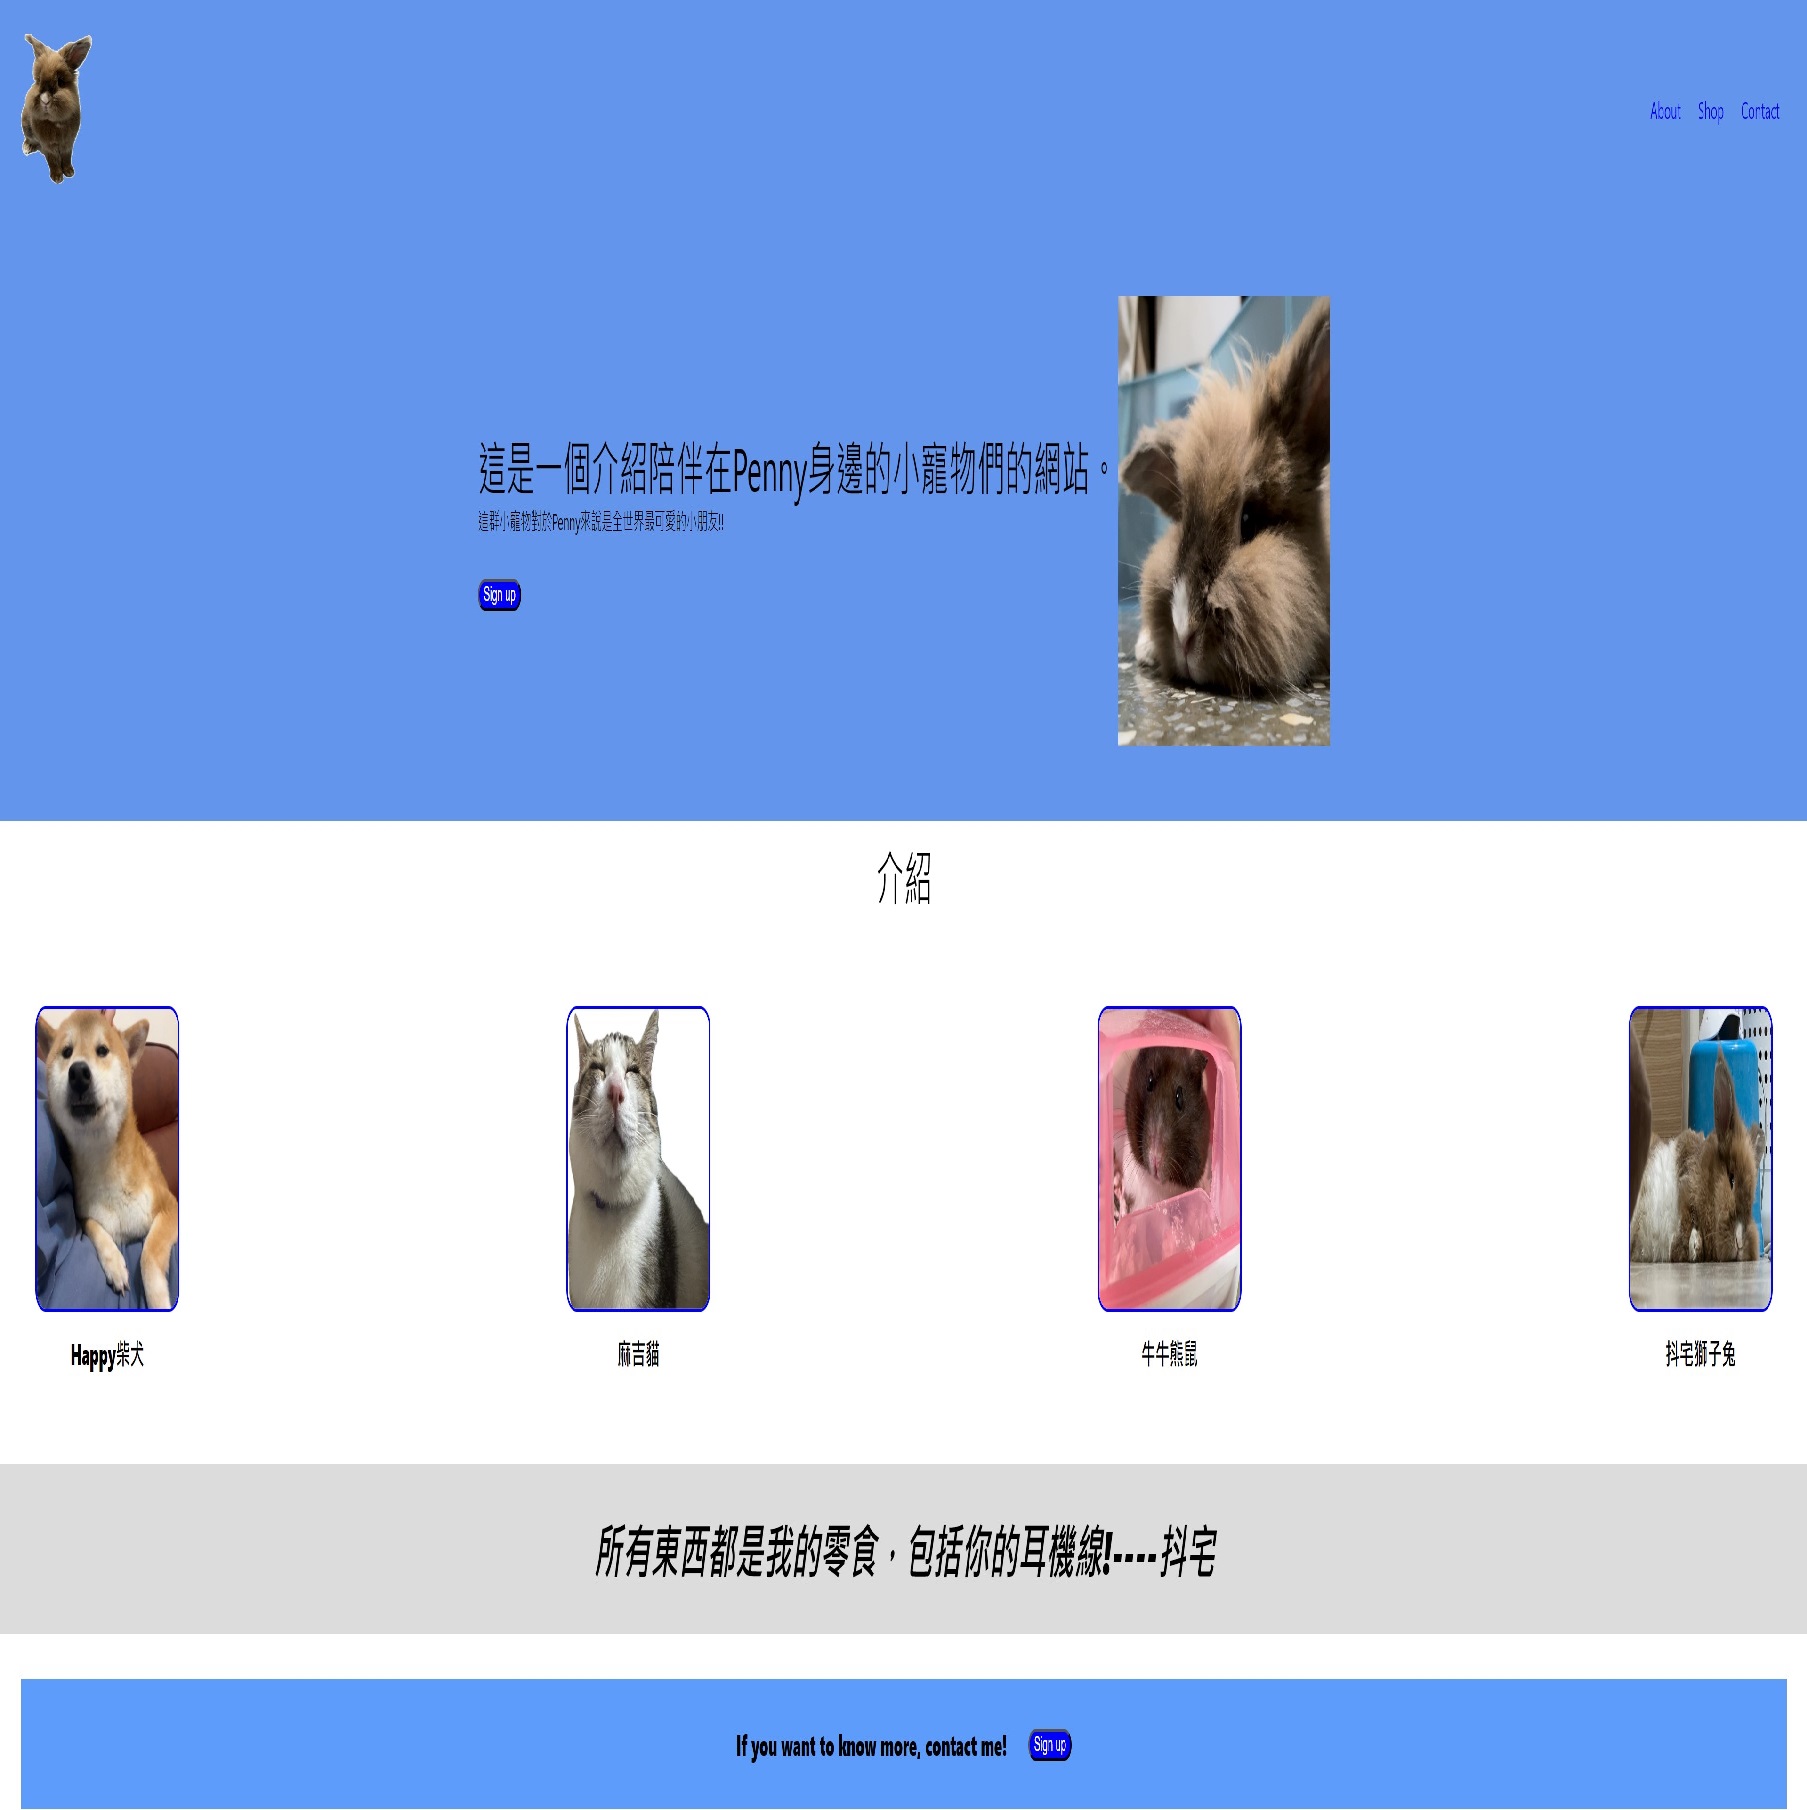 About Shop Contact
這是一個介紹陪伴在Penny身邊的小寵物們的網站。
這群小寵物對於Penny來說是全世界最可愛的小朋友!!
Sign up
介紹
Happy柴犬
麻吉貓
牛牛熊鼠
抖宅獅子兔
所有東西都是我的零食，包括你的耳機線!----抖宅
If you want to know more, contact me! Sign up